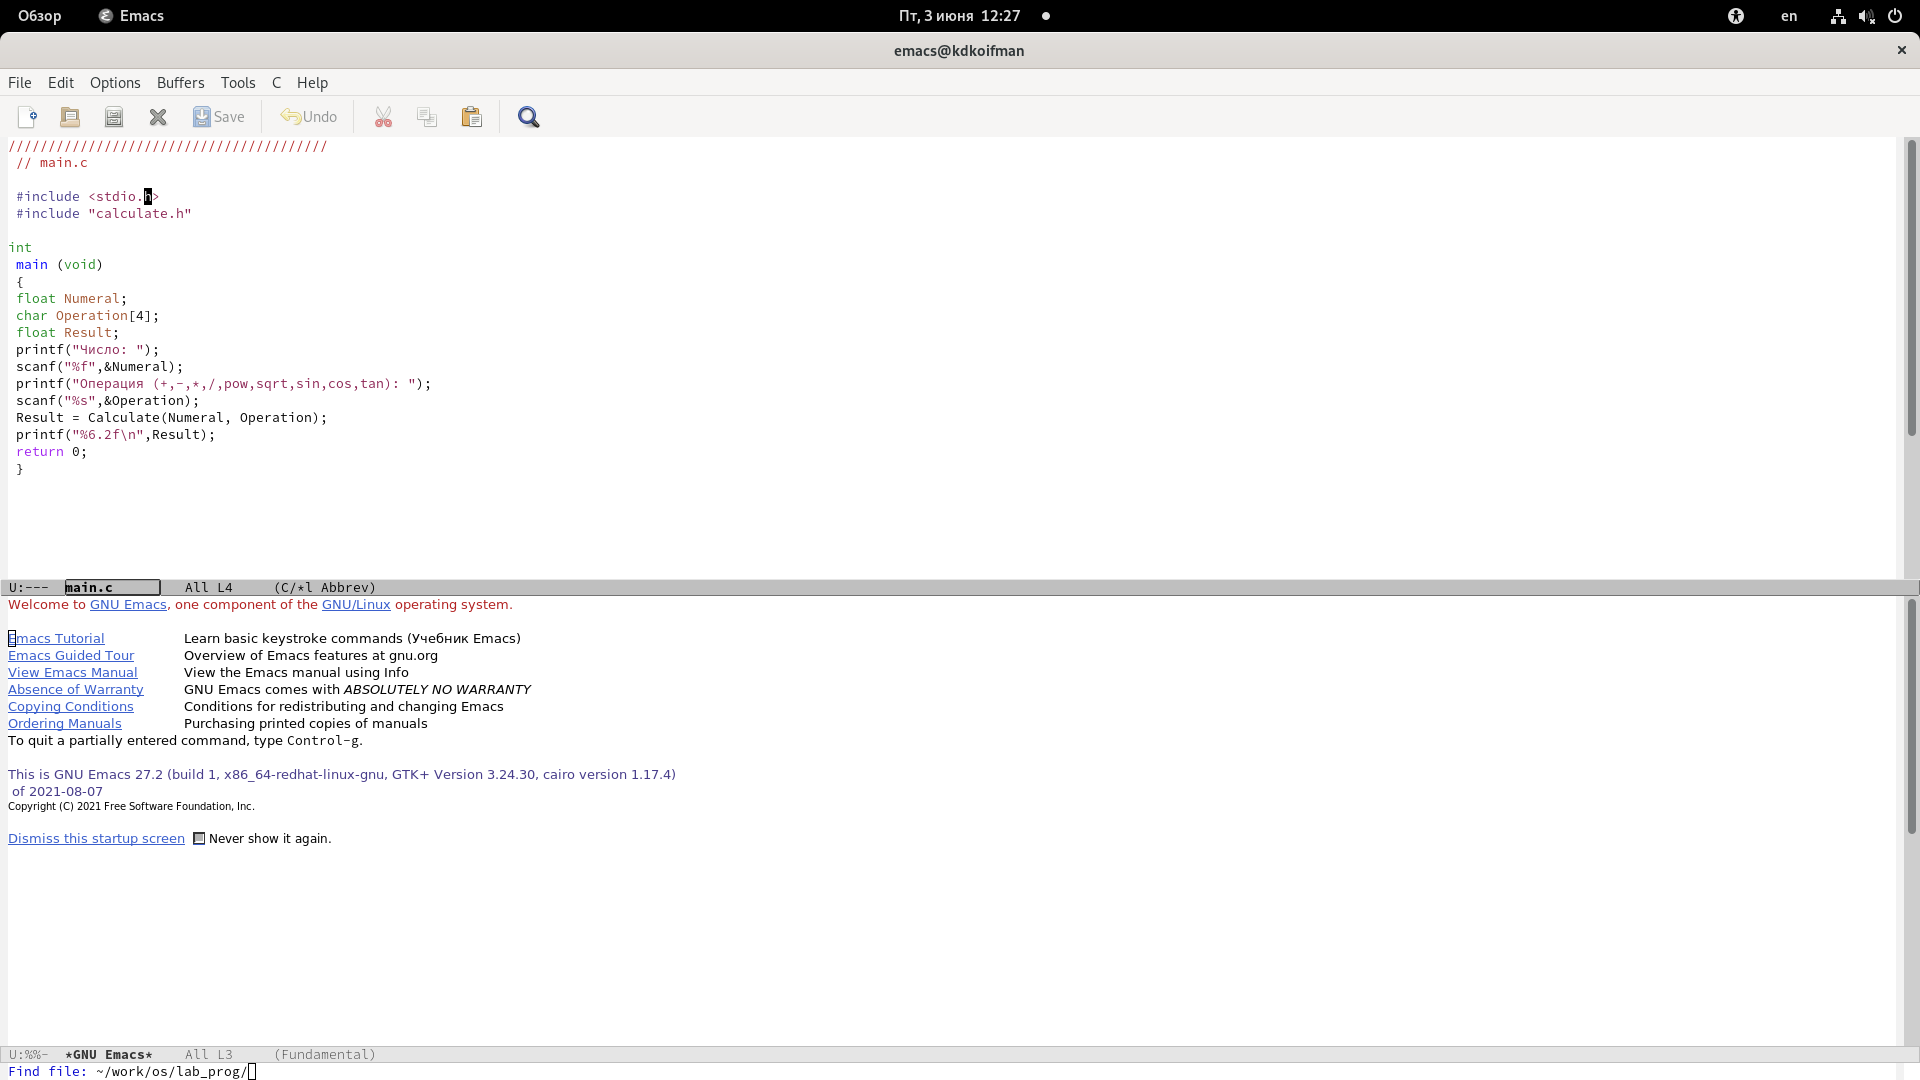 Обзор Emacs Пт, 3 июня 12:27 en
emacs@kdkoifman
File Edit Options Buffers Tools C Help
Save Undo
////////////////////////////////////////
// main.c
#include <stdio.h>
#include "calculate.h"
int
main (void)
{
float Numeral;
char Operation[4];
float Result;
printf("Число: ");
scanf("%f",&Numeral);
printf("Операция (+,-,*,/,pow,sqrt,sin,cos,tan): ");
scanf("%s",&Operation);
Result = Calculate(Numeral, Operation);
printf("%6.2f\n",Result);
return 0;
}
U:--- main.c All L4 (C/*l Abbrev)
Welcome to GNU Emacs, one component of the GNU/Linux operating system.
Emacs Tutorial Learn basic keystroke commands (Учебник Emacs)
Emacs Guided Tour Overview of Emacs features at gnu.org
View Emacs Manual View the Emacs manual using Info
Absence of Warranty GNU Emacs comes with ABSOLUTELY NO WARRANTY
Copying Conditions Conditions for redistributing and changing Emacs
Ordering Manuals Purchasing printed copies of manuals
To quit a partially entered command, type Control-g.
This is GNU Emacs 27.2 (build 1, x86_64-redhat-linux-gnu, GTK+ Version 3.24.30, cairo version 1.17.4)
of 2021-08-07
Copyright (C) 2021 Free Software Foundation, Inc.
Dismiss this startup screen Never show it again.
U:%%- *GNU Emacs* All L3 (Fundamental)
Find file: ~/work/os/lab_prog/